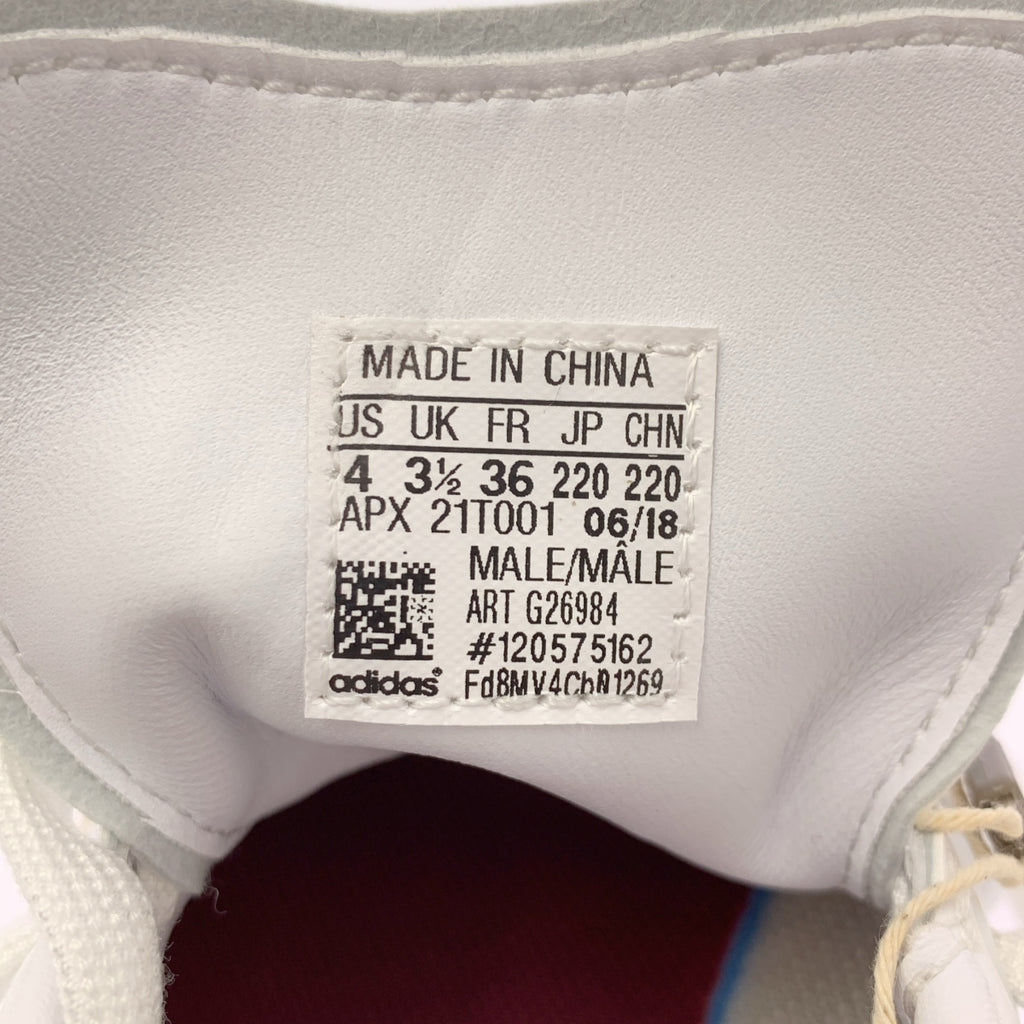 MADE IN CHINA
US UK FR JP CHN
4 3½ 36 220 220
APX 21T001 06/18
MALE/MÂLE
ART G26984
#120575162
adidas®